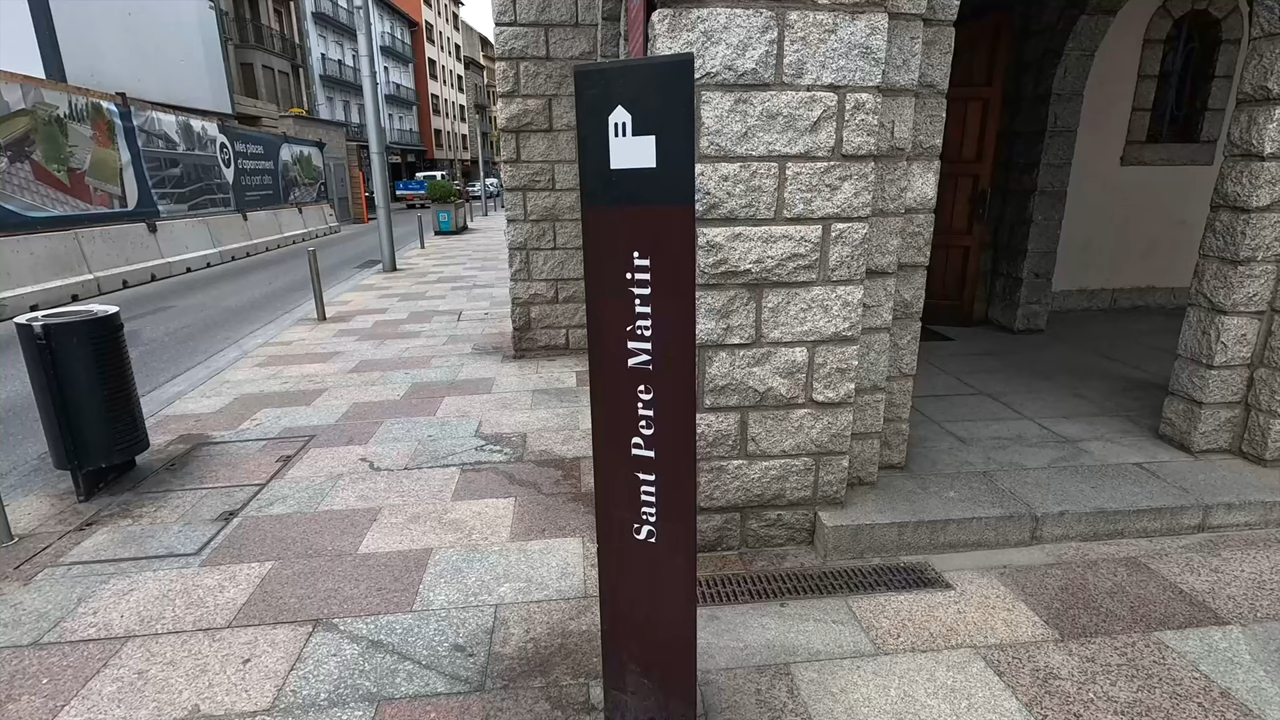 Més places
d'aparcament
a la part alta
Sant Pere Màrtir